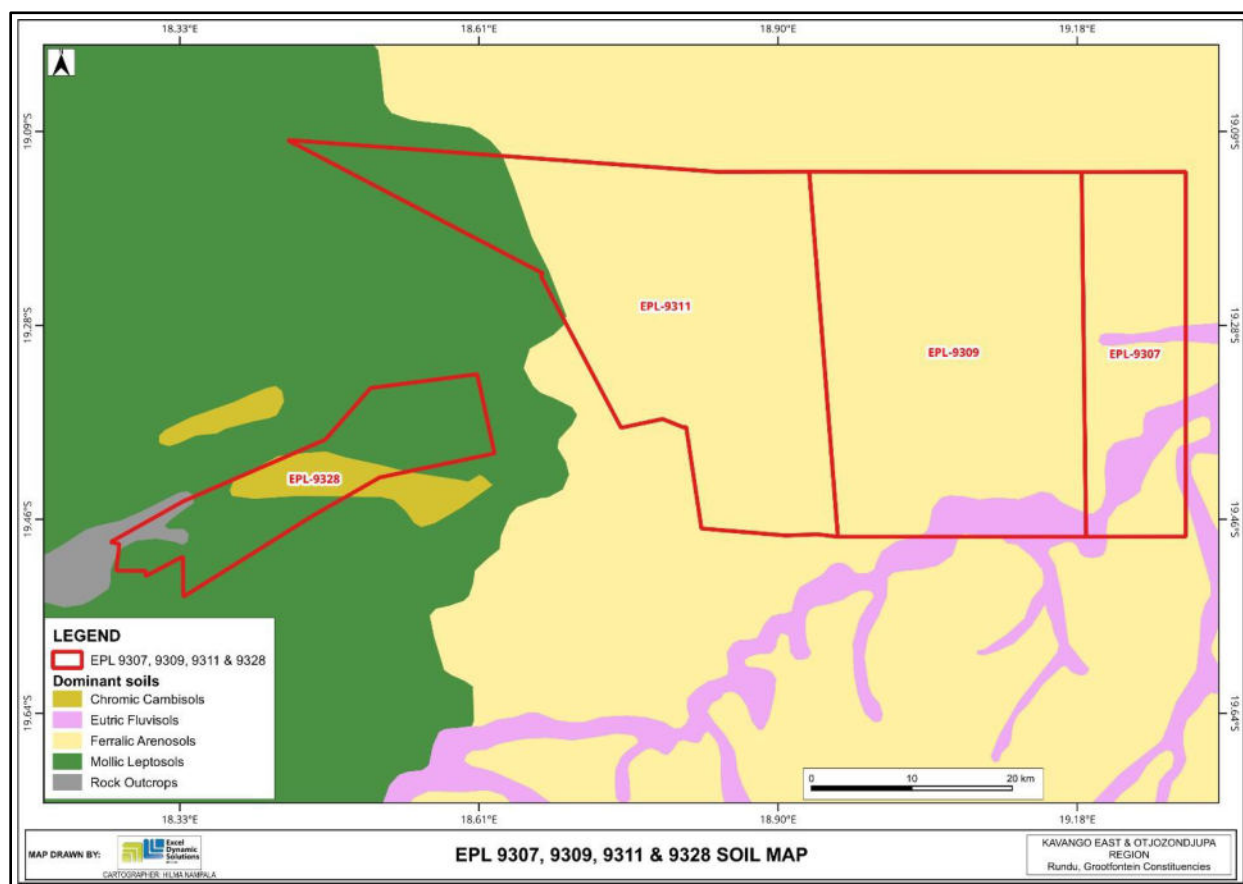 18.33°E
18.61°E
18.90°E
19.18°E
19.09°S
19.09°S
EPL-9311
19.28°S
19.28°S
EPL-9309
EPL-9307
EPL-9328
19.46°S
19.46°S
LEGEND
EPL 9307, 9309, 9311 & 9328
Dominant soils
Chromic Cambisols
Eutric Fluvisols
Ferralic Arenosols
Mollic Leptosols
Rock Outcrops
19.64°S
19.64°S
0
10
20 km
18.33°E
18.61°E
18.90°E
19.18°E
MAP DRAWN BY:
Excel
Dynamic
Solutions
CARTOGRAPHER: HILMA NAMPALA
EPL 9307, 9309, 9311 & 9328 SOIL MAP
KAVANGO EAST & OTJOZONDJUPA
REGION
Rundu, Grootfontein Constituencies